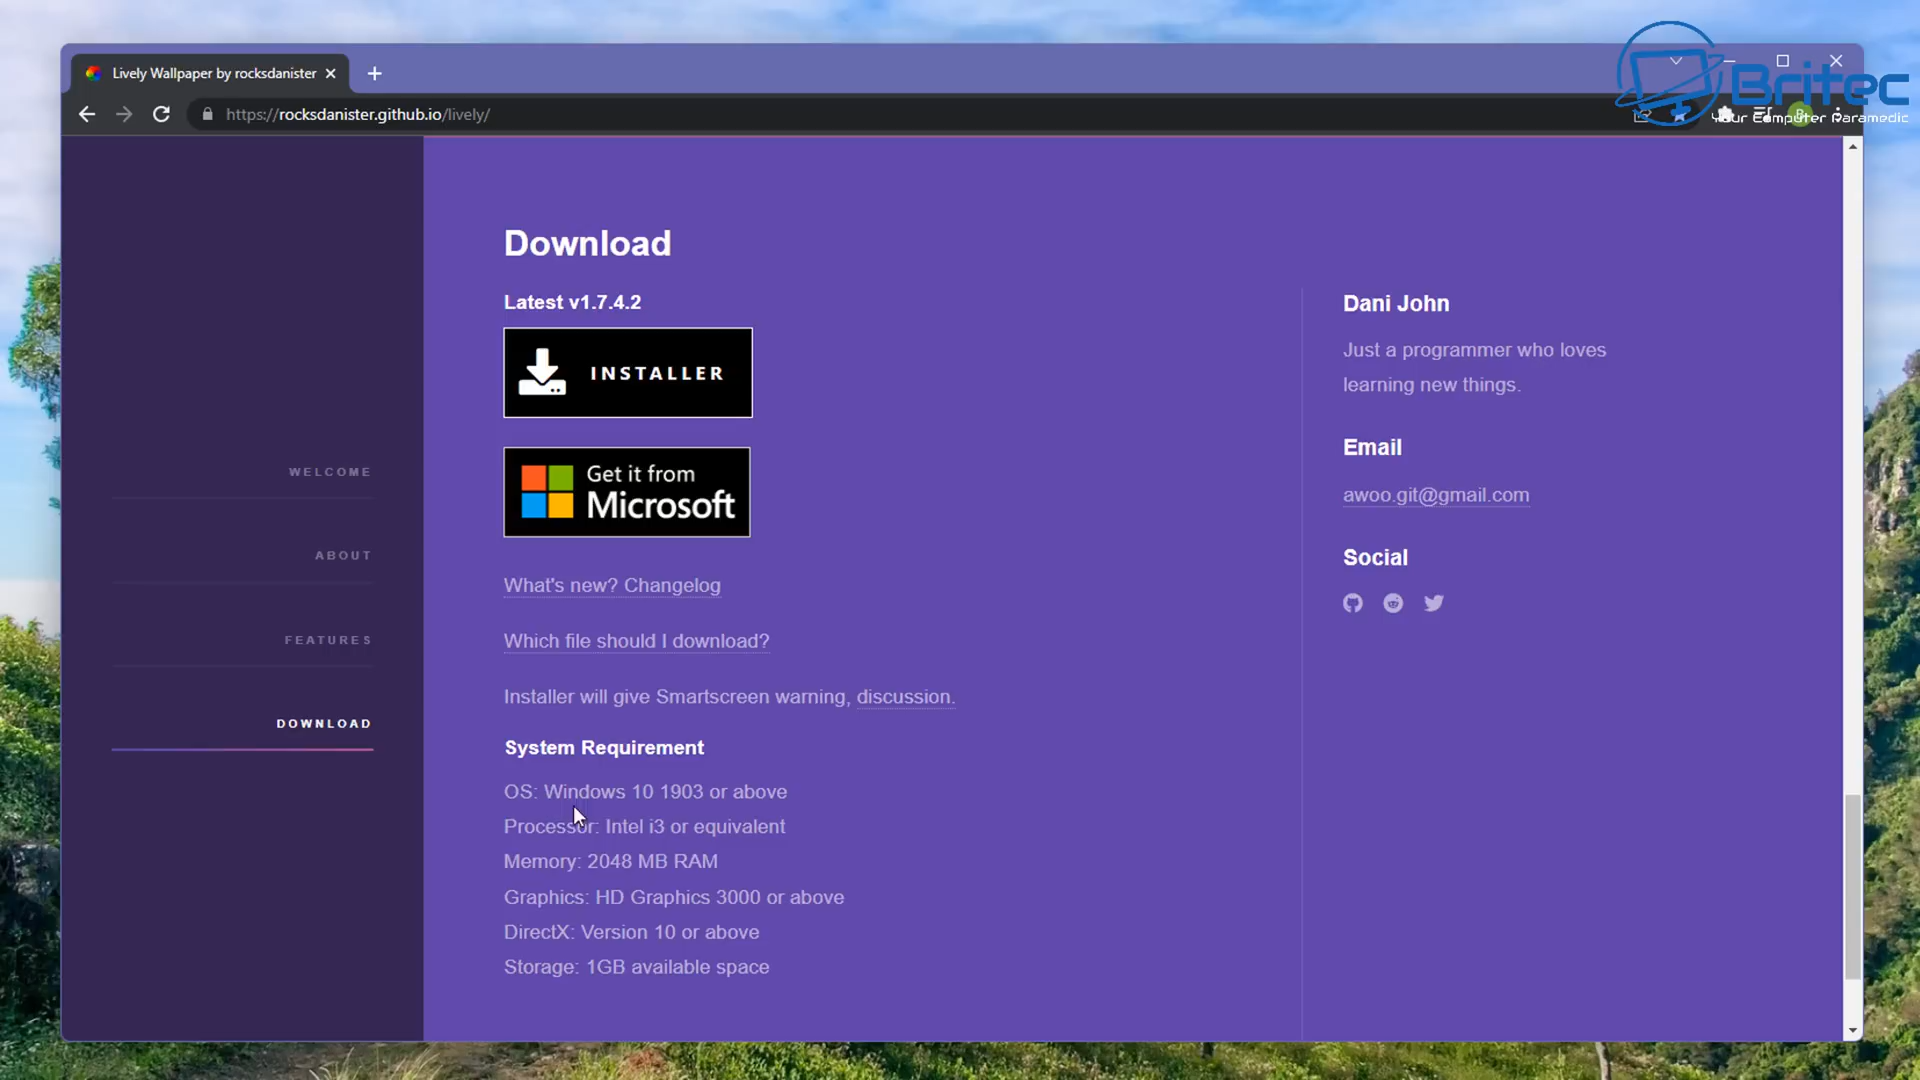 Lively Wallpaper by rocksdanister
https://rocksdanister.github.io/lively/
Britec
Your Computer Paramedic
WELCOME
ABOUT
FEATURES
DOWNLOAD
Download
Latest v1.7.4.2
INSTALLER
Get it from
Microsoft
What's new? Changelog
Which file should I download?
Installer will give Smartscreen warning, discussion.
System Requirement
OS: Windows 10 1903 or above
Processor: Intel i3 or equivalent
Memory: 2048 MB RAM
Graphics: HD Graphics 3000 or above
DirectX: Version 10 or above
Storage: 1GB available space
Dani John
Just a programmer who loves
learning new things.
Email
awoo.git@gmail.com
Social